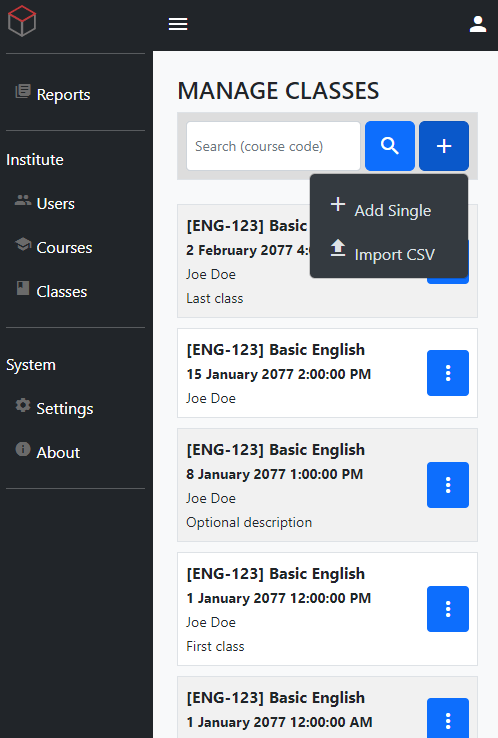 Reports
Institute
Users
Courses
Classes
System
Settings
About
MANAGE CLASSES
Search (course code)
Add Single
Import CSV
[ENG-123] Basic
2 February 2077 4:
Joe Doe
Last class
[ENG-123] Basic English
15 January 2077 2:00:00 PM
Joe Doe
[ENG-123] Basic English
8 January 2077 1:00:00 PM
Joe Doe
Optional description
[ENG-123] Basic English
1 January 2077 12:00:00 PM
Joe Doe
First class
[ENG-123] Basic English
1 January 2077 12:00:00 AM